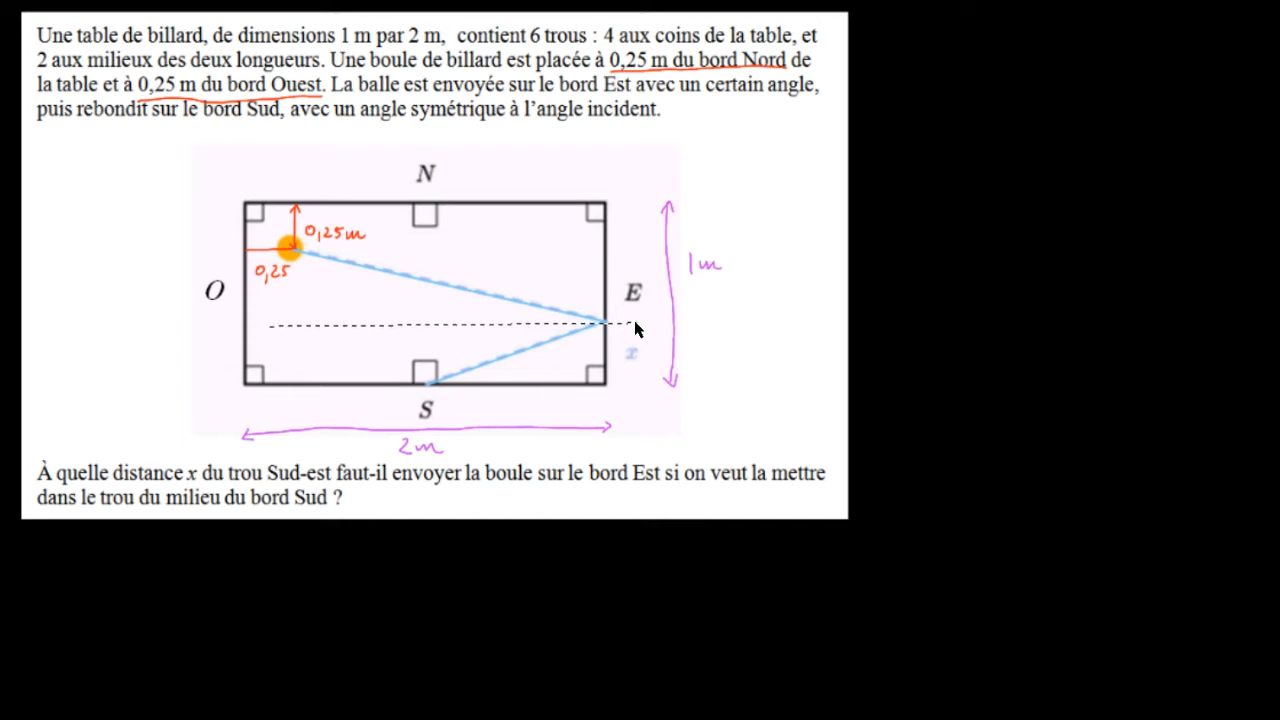 Une table de billard, de dimensions 1 m par 2 m, contient 6 trous : 4 aux coins de la table, et
2 aux milieux des deux longueurs. Une boule de billard est placée à 0,25 m du bord Nord de
la table et à 0,25 m du bord Ouest. La balle est envoyée sur le bord Est avec un certain angle,
puis rebondit sur le bord Sud, avec un angle symétrique à l’angle incident.
N
0,25m
0,25
O
E
1m
x
S
2m
À quelle distance x du trou Sud-est faut-il envoyer la boule sur le bord Est si on veut la mettre
dans le trou du milieu du bord Sud ?